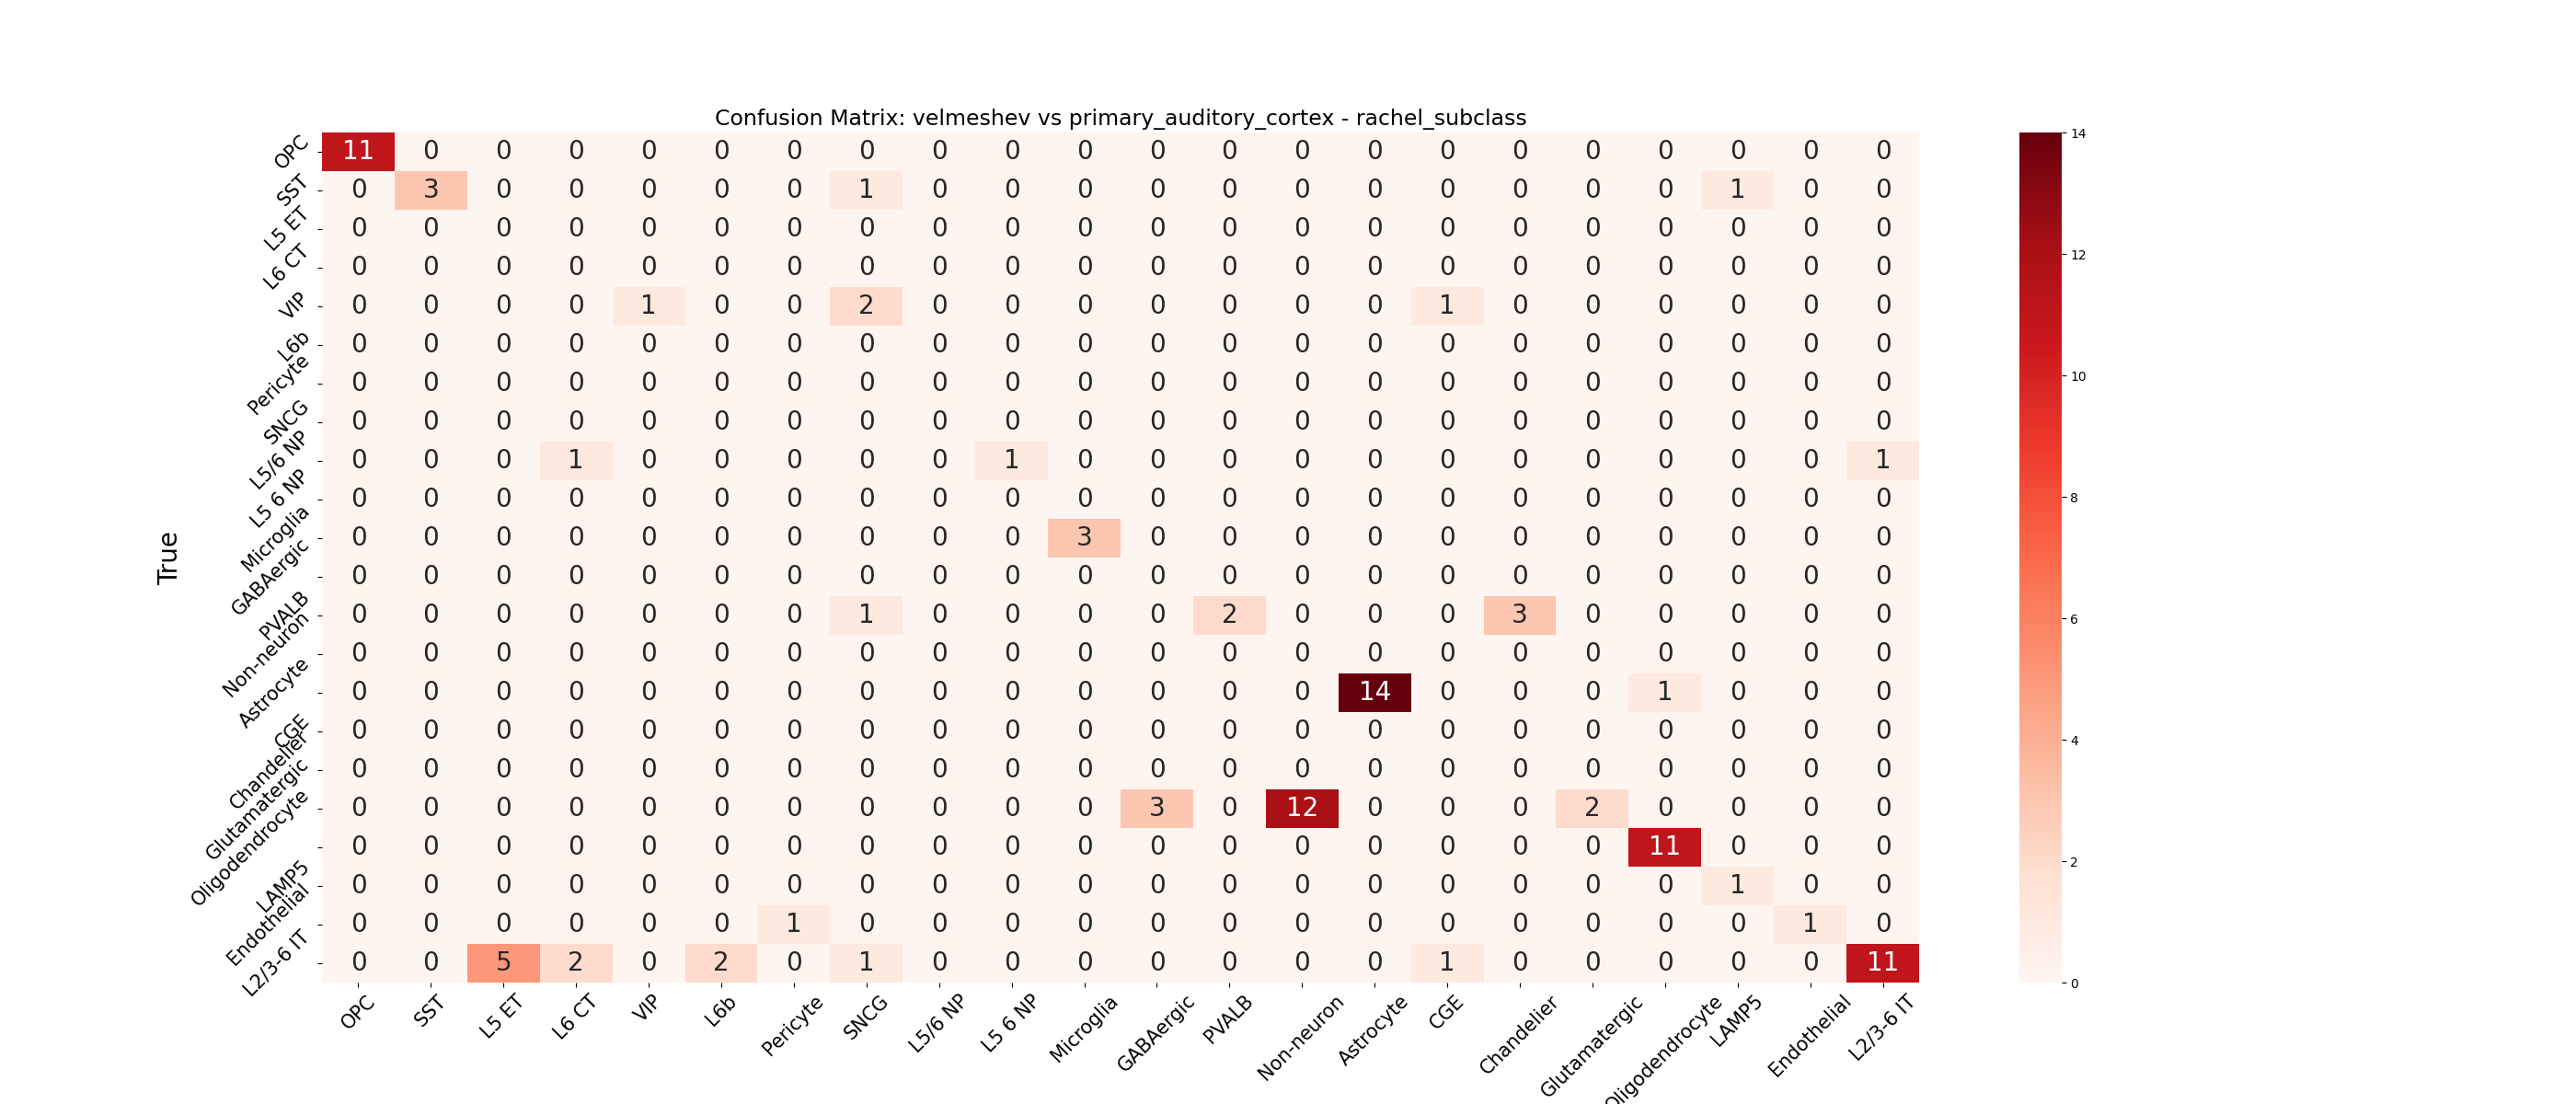 Confusion Matrix: velmeshev vs primary_auditory_cortex - rachel_subclass
True
OPC 11 0 0 0 0 0 0 0 0 0 0 0 0 0 0 0 0 0 0 0 0 0
SST 0 3 0 0 0 0 0 1 0 0 0 0 0 0 0 0 0 0 0 1 0 0
L5 ET 0 0 0 0 0 0 0 0 0 0 0 0 0 0 0 0 0 0 0 0 0 0
L6 CT 0 0 0 0 0 0 0 0 0 0 0 0 0 0 0 0 0 0 0 0 0 0
VIP 0 0 0 0 1 0 0 2 0 0 0 0 0 0 0 1 0 0 0 0 0 0
L6b 0 0 0 0 0 0 0 0 0 0 0 0 0 0 0 0 0 0 0 0 0 0
Pericyte 0 0 0 0 0 0 0 0 0 0 0 0 0 0 0 0 0 0 0 0 0 0
SNCG 0 0 0 0 0 0 0 0 0 0 0 0 0 0 0 0 0 0 0 0 0 0
L5/6 NP 0 0 0 1 0 0 0 0 0 1 0 0 0 0 0 0 0 0 0 0 0 1
L5 6 NP 0 0 0 0 0 0 0 0 0 0 0 0 0 0 0 0 0 0 0 0 0 0
Microglia 0 0 0 0 0 0 0 0 0 0 3 0 0 0 0 0 0 0 0 0 0 0
GABAergic 0 0 0 0 0 0 0 0 0 0 0 0 0 0 0 0 0 0 0 0 0 0
PVALB 0 0 0 0 0 0 0 1 0 0 0 0 2 0 0 0 3 0 0 0 0 0
Non-neuron 0 0 0 0 0 0 0 0 0 0 0 0 0 0 0 0 0 0 0 0 0 0
Astrocyte 0 0 0 0 0 0 0 0 0 0 0 0 0 0 14 0 0 0 1 0 0 0
CGE 0 0 0 0 0 0 0 0 0 0 0 0 0 0 0 0 0 0 0 0 0 0
Chandelier 0 0 0 0 0 0 0 0 0 0 0 0 0 0 0 0 0 0 0 0 0 0
Glutamatergic 0 0 0 0 0 0 0 0 0 0 0 3 0 12 0 0 0 2 0 0 0 0
Oligodendrocyte 0 0 0 0 0 0 0 0 0 0 0 0 0 0 0 0 0 0 11 0 0 0
LAMP5 0 0 0 0 0 0 0 0 0 0 0 0 0 0 0 0 0 0 0 1 0 0
Endothelial 0 0 0 0 0 0 1 0 0 0 0 0 0 0 0 0 0 0 0 0 1 0
L2/3-6 IT 0 0 5 2 0 2 0 1 0 0 0 0 0 0 0 1 0 0 0 0 0 11
OPC SST L5 ET L6 CT VIP L6b Pericyte SNCG L5/6 NP L5 6 NP Microglia GABAergic PVALB Non-neuron Astrocyte CGE Chandelier Glutamatergic Oligodendrocyte LAMP5 Endothelial L2/3-6 IT
14
12
10
8
6
4
2
0